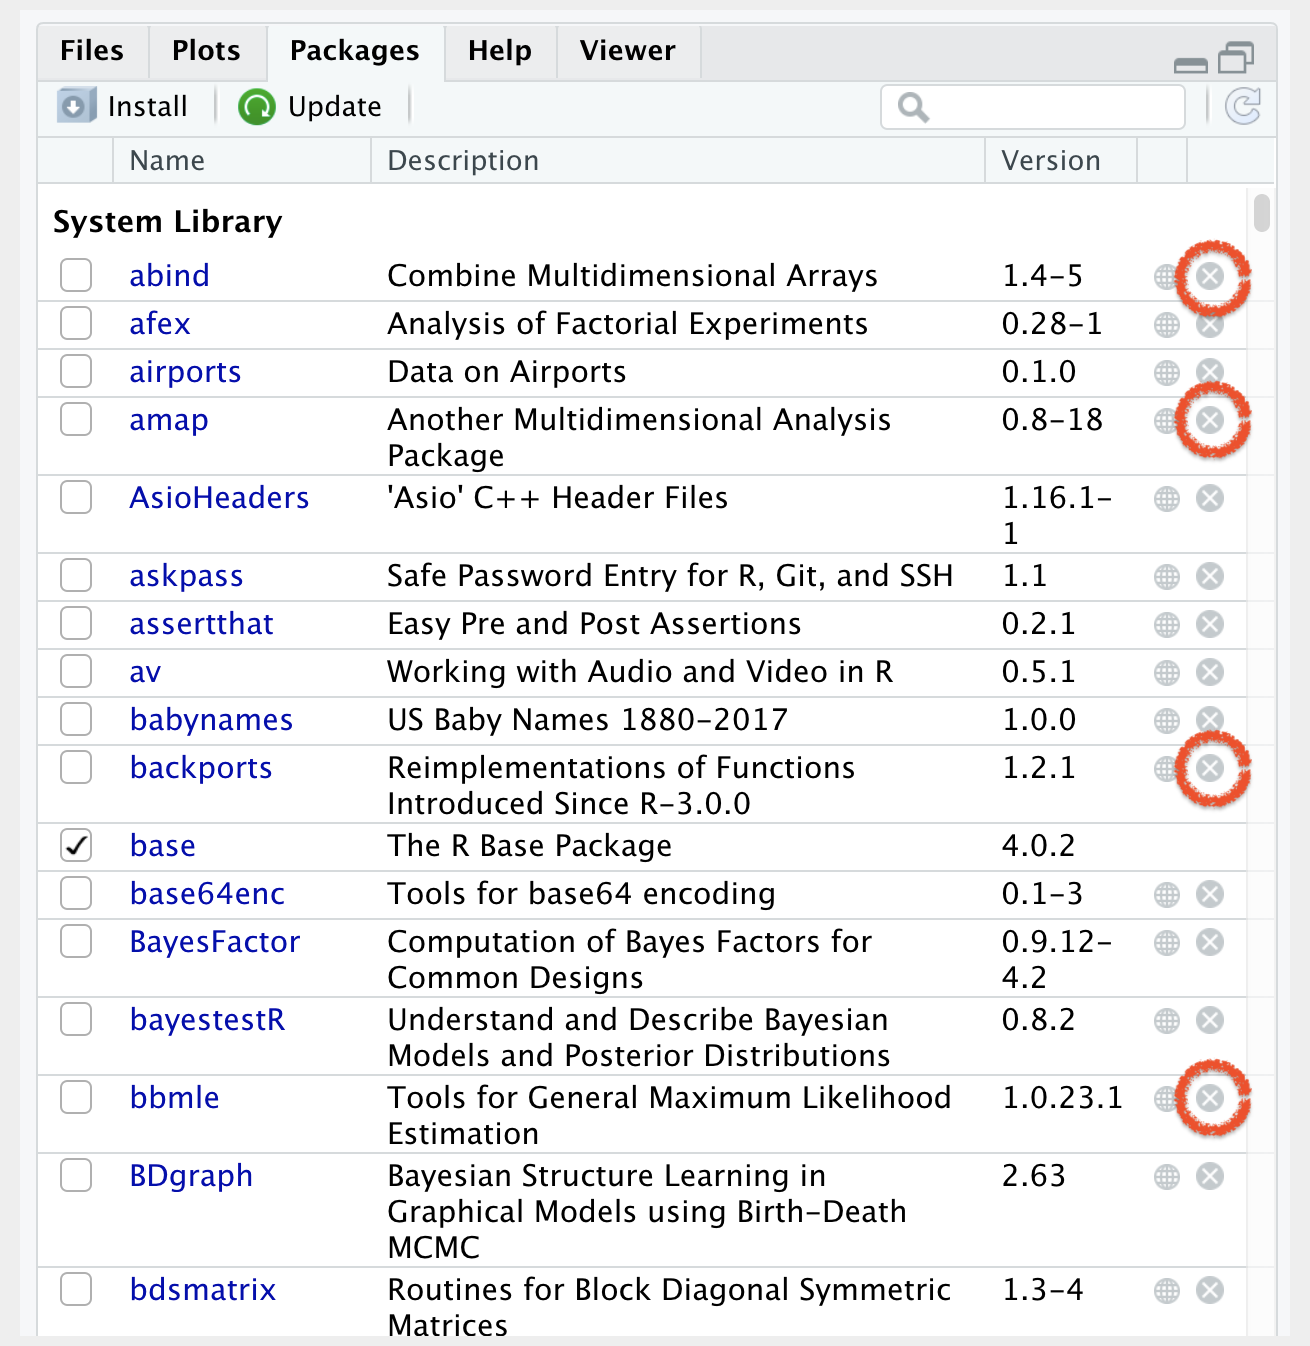 Files Plots Packages Help Viewer
Install Update
Name Description Version
System Library
abind Combine Multidimensional Arrays 1.4-5
afex Analysis of Factorial Experiments 0.28-1
airports Data on Airports 0.1.0
amap Another Multidimensional Analysis 0.8-18
Package
AsioHeaders 'Asio' C++ Header Files 1.16.1-
1
askpass Safe Password Entry for R, Git, and SSH 1.1
assertthat Easy Pre and Post Assertions 0.2.1
av Working with Audio and Video in R 0.5.1
babynames US Baby Names 1880-2017 1.0.0
backports Reimplementations of Functions 1.2.1
Introduced Since R-3.0.0
base The R Base Package 4.0.2
base64enc Tools for base64 encoding 0.1-3
BayesFactor Computation of Bayes Factors for 0.9.12-
Common Designs 4.2
bayestestR Understand and Describe Bayesian 0.8.2
Models and Posterior Distributions
bbmle Tools for General Maximum Likelihood 1.0.23.1
Estimation
BDgraph Bayesian Structure Learning in 2.63
Graphical Models using Birth-Death
MCMC
bdsmatrix Routines for Block Diagonal Symmetric 1.3-4
Matrices